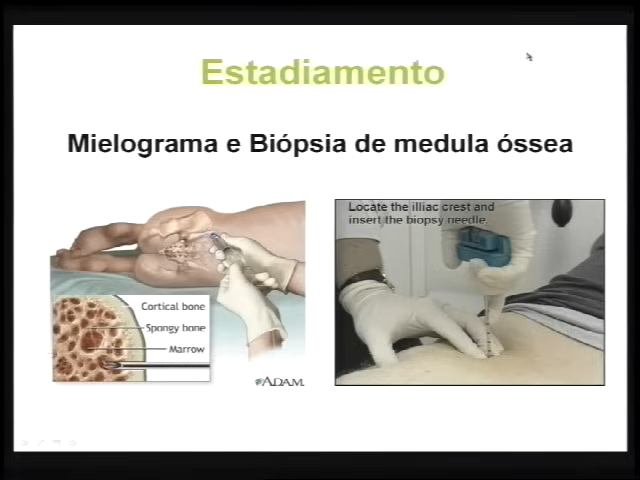 Estadiamento
Mielograma e Biópsia de medula óssea
Locate the illiac crest and
insert the biopsy needle.
Cortical bone
Spongy bone
Marrow
ADAM.